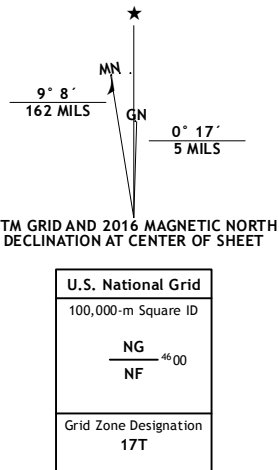 MN
GN
9° 8´
162 MILS
0° 17´
5 MILS
TM GRID AND 2016 MAGNETIC NORTH
DECLINATION AT CENTER OF SHEET
U.S. National Grid
100,000-m Square ID
NG
4600
NF
Grid Zone Designation
17T